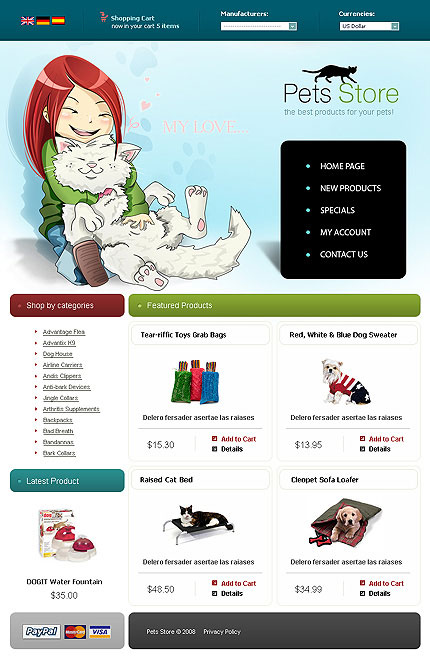 Shopping Cart
now in your cart 5 items
Manufacturers:
Currencies:
US Dollar
Pets Store
the best products for your pets!
MY LOVE...
HOME PAGE
NEW PRODUCTS
SPECIALS
MY ACCOUNT
CONTACT US
Shop by categories
Advantage Flea
Advantix K9
Dog House
Airline Carriers
Andis Clippers
Anti-bark Devices
Jingle Collars
Arthritis Supplements
Backpacks
Bad Breath
Bandannas
Bark Collars
Featured Products
Tear-riffic Toys Grab Bags
Delero fersader asertae las raiases
$15.30
Add to Cart
Details
Red, White & Blue Dog Sweater
Delero fersader asertae las raiases
$13.95
Add to Cart
Details
Latest Product
DOGIT Water Fountain
$35.00
Raised Cat Bed
Delero fersader asertae las raiases
$48.50
Add to Cart
Details
Cleopet Sofa Loafer
Delero fersader asertae las raiases
$34.99
Add to Cart
Details
PayPal
MasterCard
VISA
Pets Store © 2008 Privacy Policy